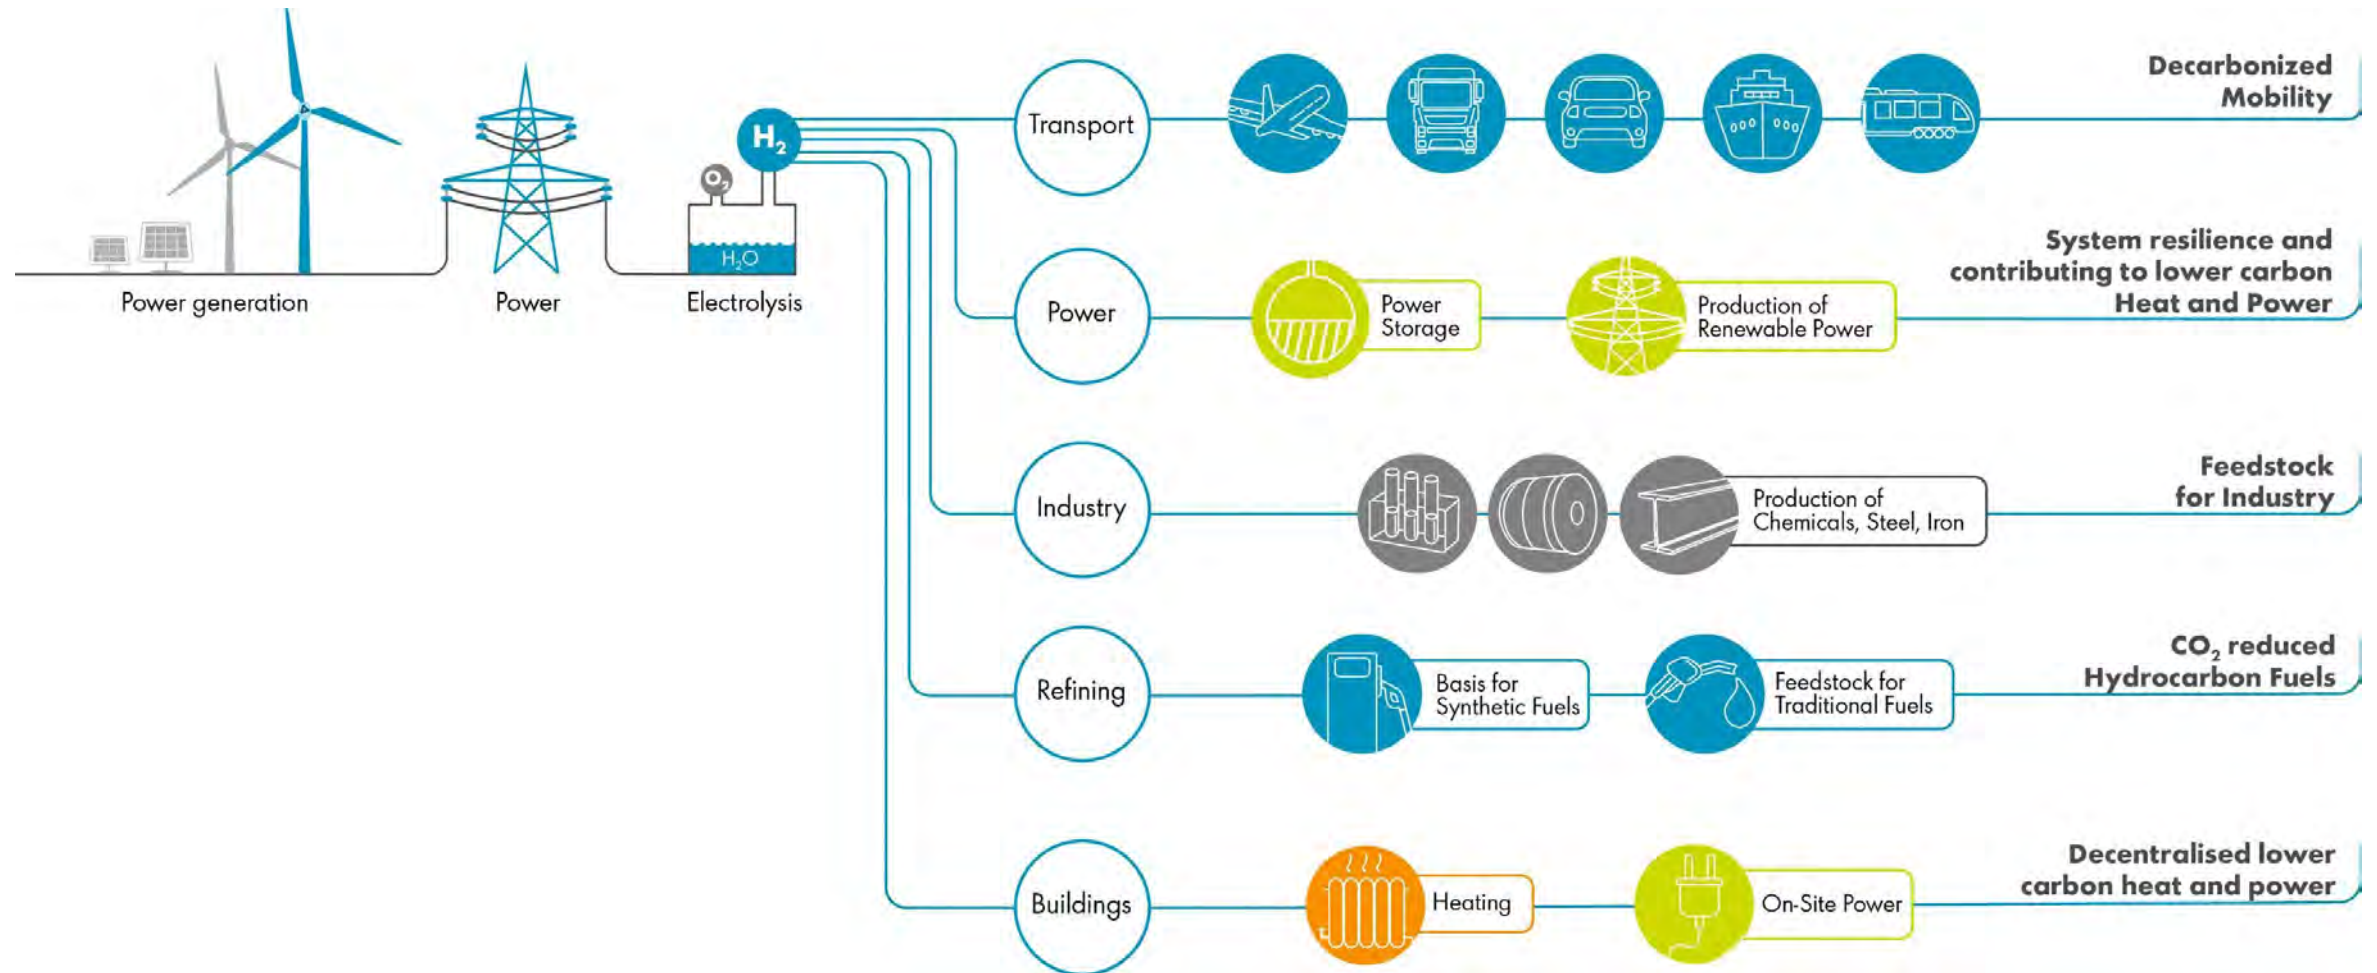 Power generation
Power
Electrolysis
O₂
H₂
H₂O
Transport
Decarbonized
Mobility
Power
Power
Storage
Production of
Renewable Power
System resilience and
contributing to lower carbon
Heat and Power
Industry
Production of
Chemicals, Steel, Iron
Feedstock
for Industry
Refining
Basis for
Synthetic Fuels
Feedstock for
Traditional Fuels
CO₂ reduced
Hydrocarbon Fuels
Buildings
Heating
On-Site Power
Decentralised lower
carbon heat and power